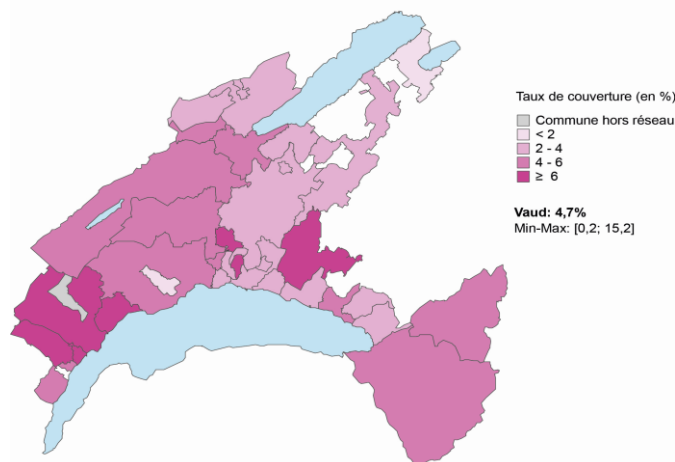 Taux de couverture (en %)
Commune hors réseau
< 2
2 - 4
4 - 6
≥ 6
Vaud: 4,7%
Min-Max: [0,2; 15,2]